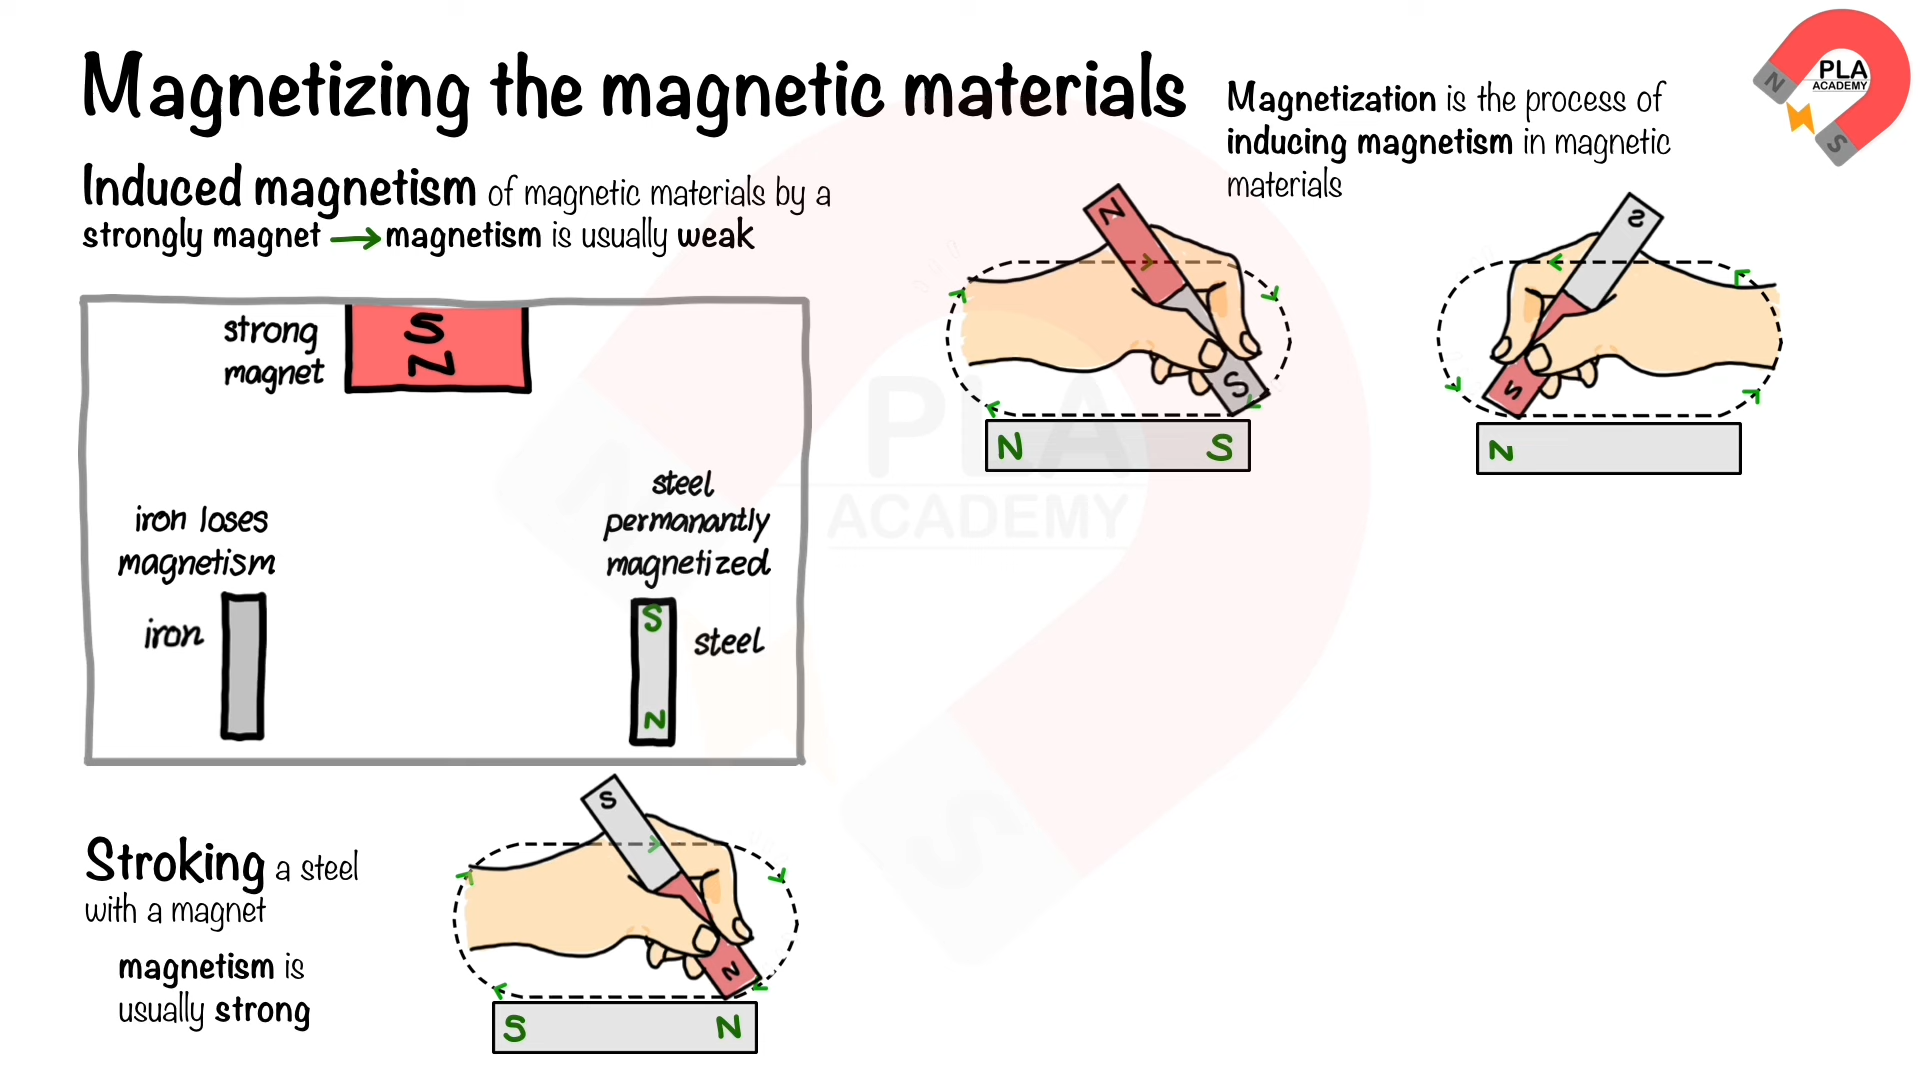 Magnetizing the magnetic materials
Magnetization is the process of
inducing magnetism in magnetic
materials
N
PLA
ACADEMY
S
Induced magnetism of magnetic materials by a
strongly magnet → magnetism is usually weak
strong
magnet
S
N
iron loses
magnetism
iron
steel
permanantly
magnetized
S
N
steel
N
S
N S
S
N
N
PLA
ACADEMY
N
S
Stroking a steel
with a magnet
magnetism is
usually strong
S
N
S N